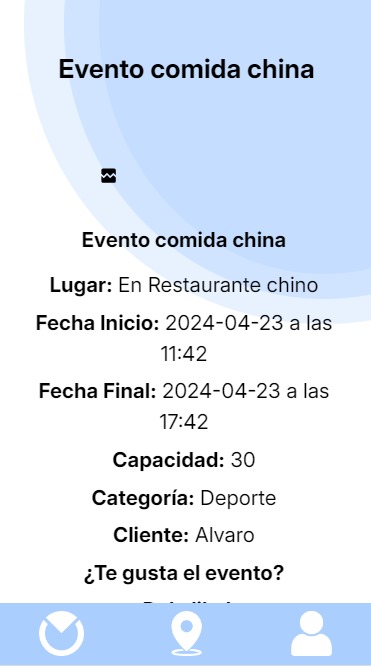 Evento comida china
Evento comida china
Lugar: En Restaurante chino
Fecha Inicio: 2024-04-23 a las
11:42
Fecha Final: 2024-04-23 a las
17:42
Capacidad: 30
Categoría: Deporte
Cliente: Alvaro
¿Te gusta el evento?